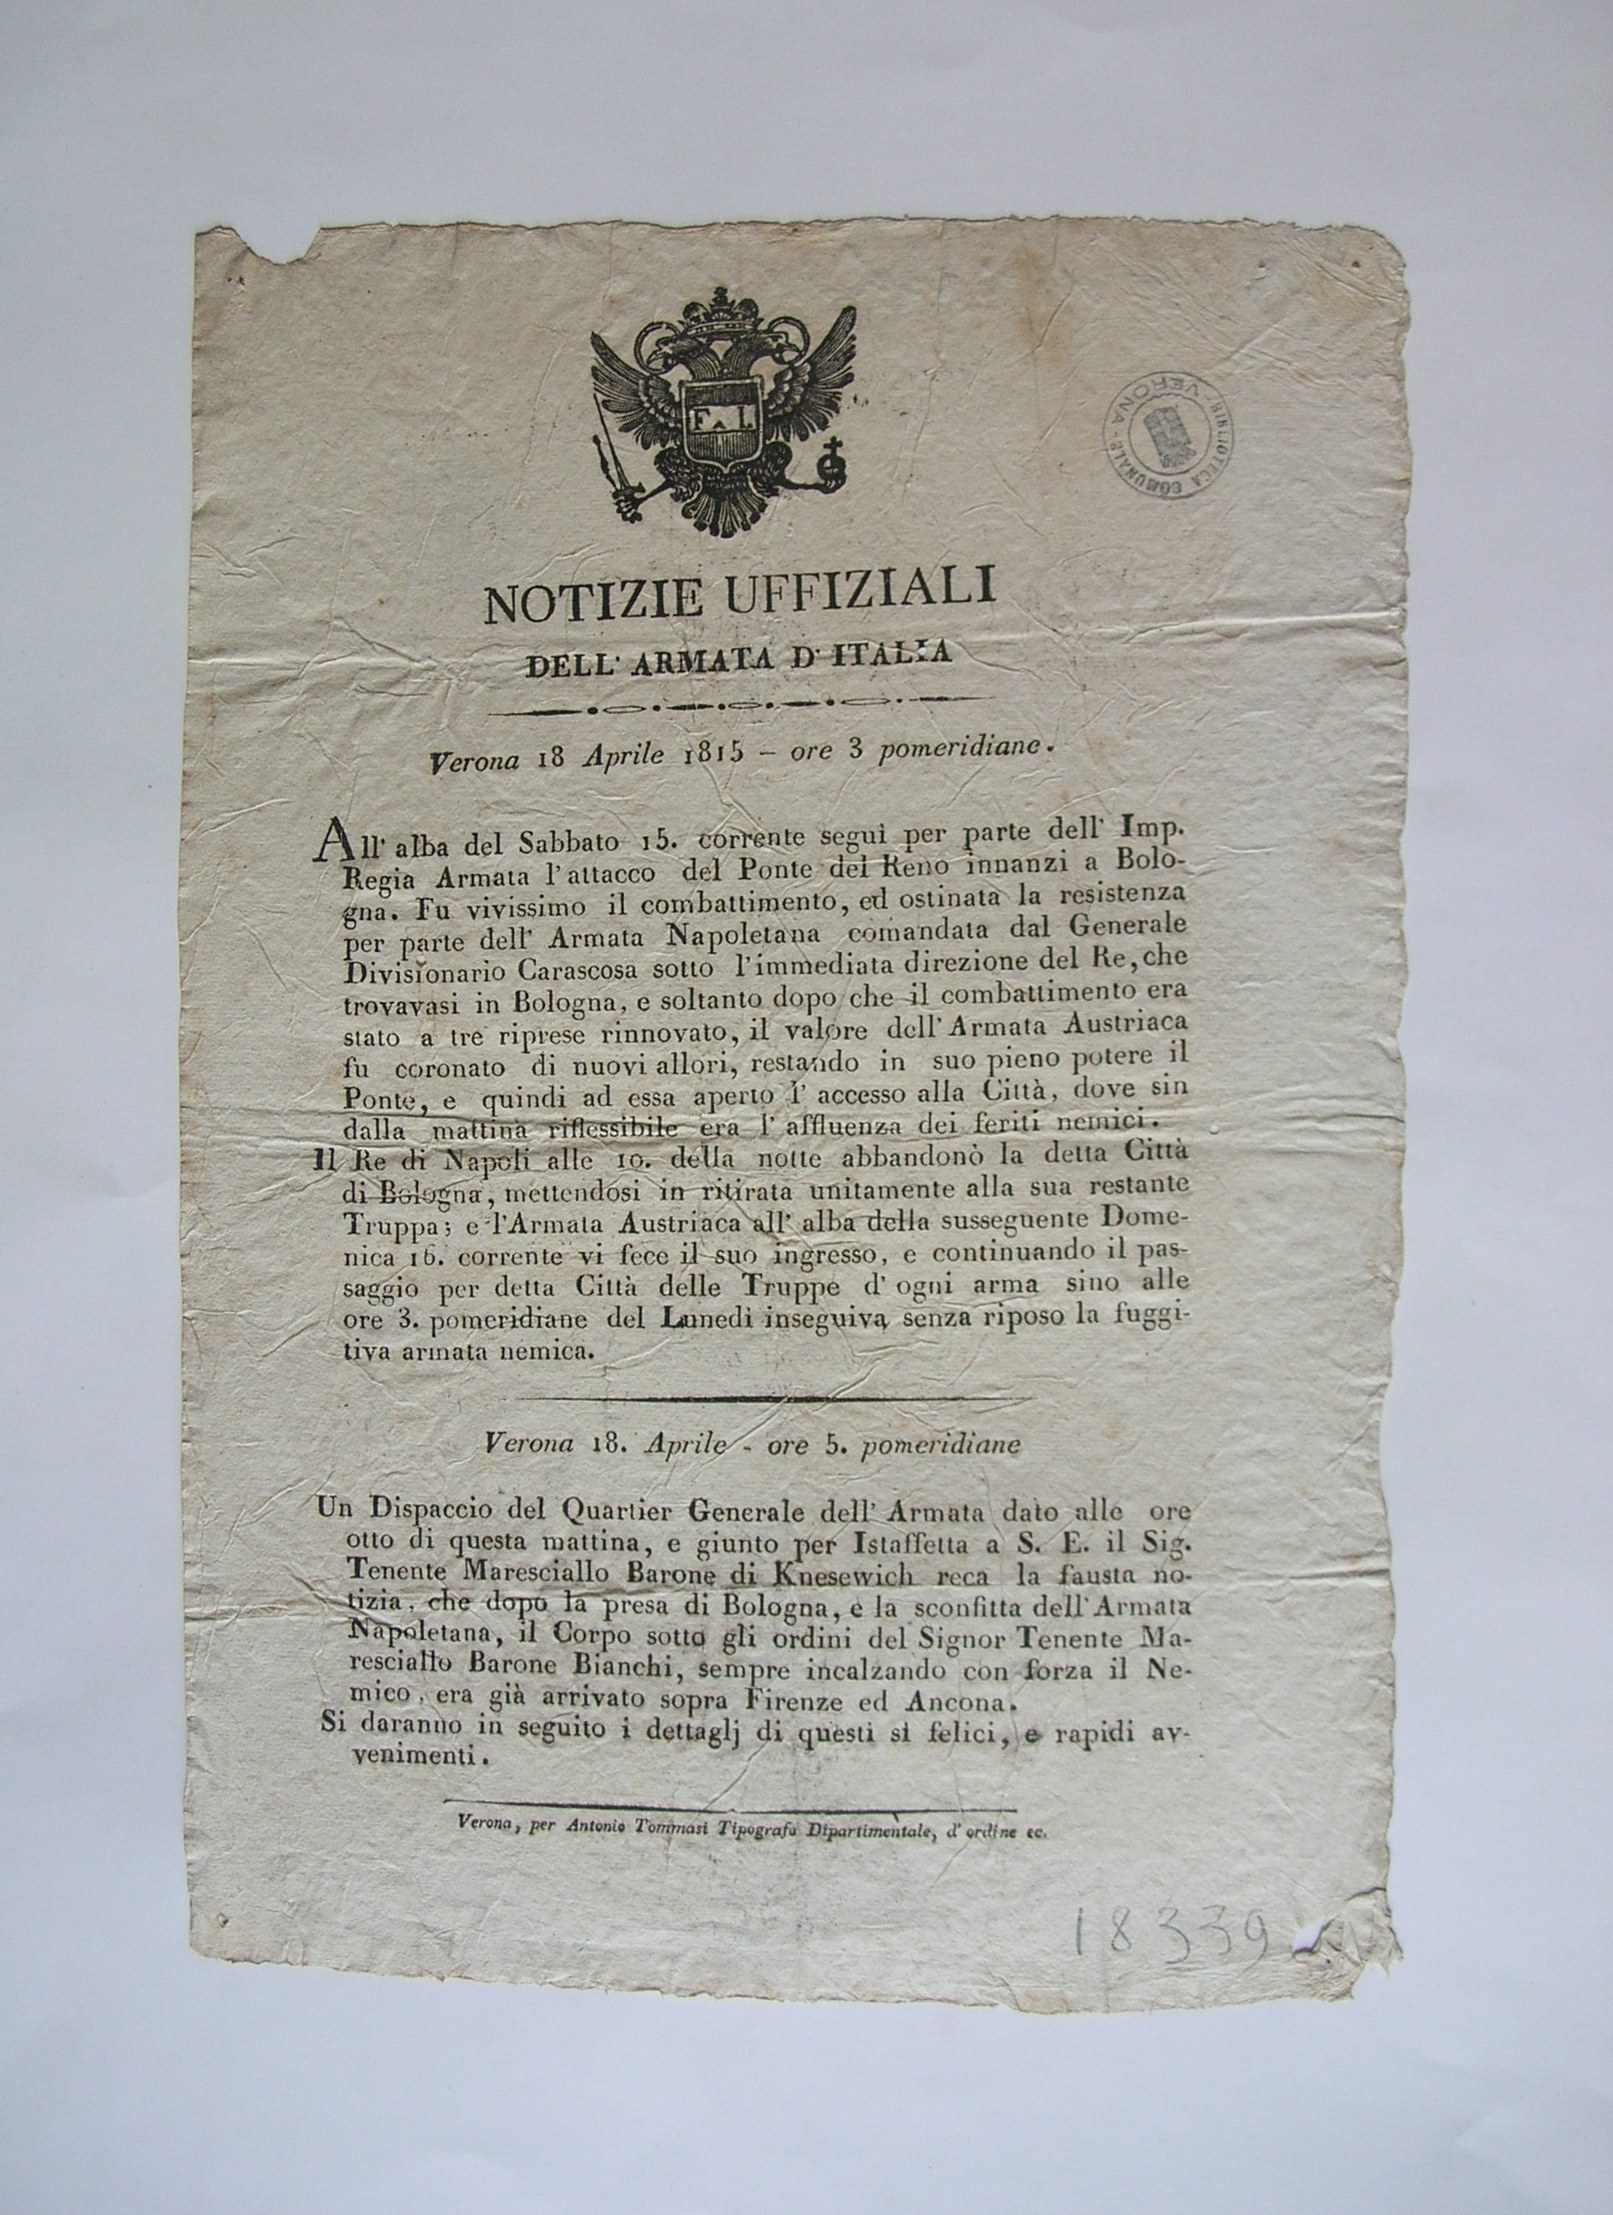 F. I.
BIBLIOTECA COMUNALE - VERONA -
NOTIZIE UFFIZIALI
DELL' ARMATA D' ITALIA
Verona 18 Aprile 1815 - ore 3 pomeridiane.
All' alba del Sabbato 15. corrente seguì per parte dell' Imp.
Regia Armata l'attacco del Ponte del Reno innanzi a Bolo-
gna. Fu vivissimo il combattimento, ed ostinata la resistenza
per parte dell' Armata Napoletana comandata dal Generale
Divisionario Carascosa sotto l'immediata direzione del Re, che
trovavasi in Bologna, e soltanto dopo che il combattimento era
stato a tre riprese rinnovato, il valore dell' Armata Austriaca
fu coronato di nuovi allori, restando in suo pieno potere il
Ponte, e quindi ad essa aperto l' accesso alla Città, dove sin
dalla mattina riflessibile era l' affluenza dei feriti nemici.
Il Re di Napoli alle 10. della notte abbandonò la detta Città
di Bologna, mettendosi in ritirata unitamente alla sua restante
Truppa; e l'Armata Austriaca all' alba della susseguente Dome-
nica 16. corrente vi fece il suo ingresso, e continuando il pas-
saggio per detta Città delle Truppe d' ogni arma sino alle
ore 3. pomeridiane del Lunedì inseguiva senza riposo la fuggi-
tiva armata nemica.
Verona 18. Aprile - ore 5. pomeridiane
Un Dispaccio del Quartier Generale dell' Armata dato alle ore
otto di questa mattina, e giunto per Istaffetta a S. E. il Sig.
Tenente Maresciallo Barone di Knesewich reca la fausta no-
tizia, che dopo la presa di Bologna, e la sconfitta dell' Armata
Napoletana, il Corpo sotto gli ordini del Signor Tenente Ma-
resciallo Barone Bianchi, sempre incalzando con forza il Ne-
mico, era già arrivato sopra Firenze ed Ancona.
Si daranno in seguito i dettaglj di questi sì felici, e rapidi av-
venimenti.
Verona, per Antonio Tommasi Tipografo Dipartimentale, d' ordine ec.
18339